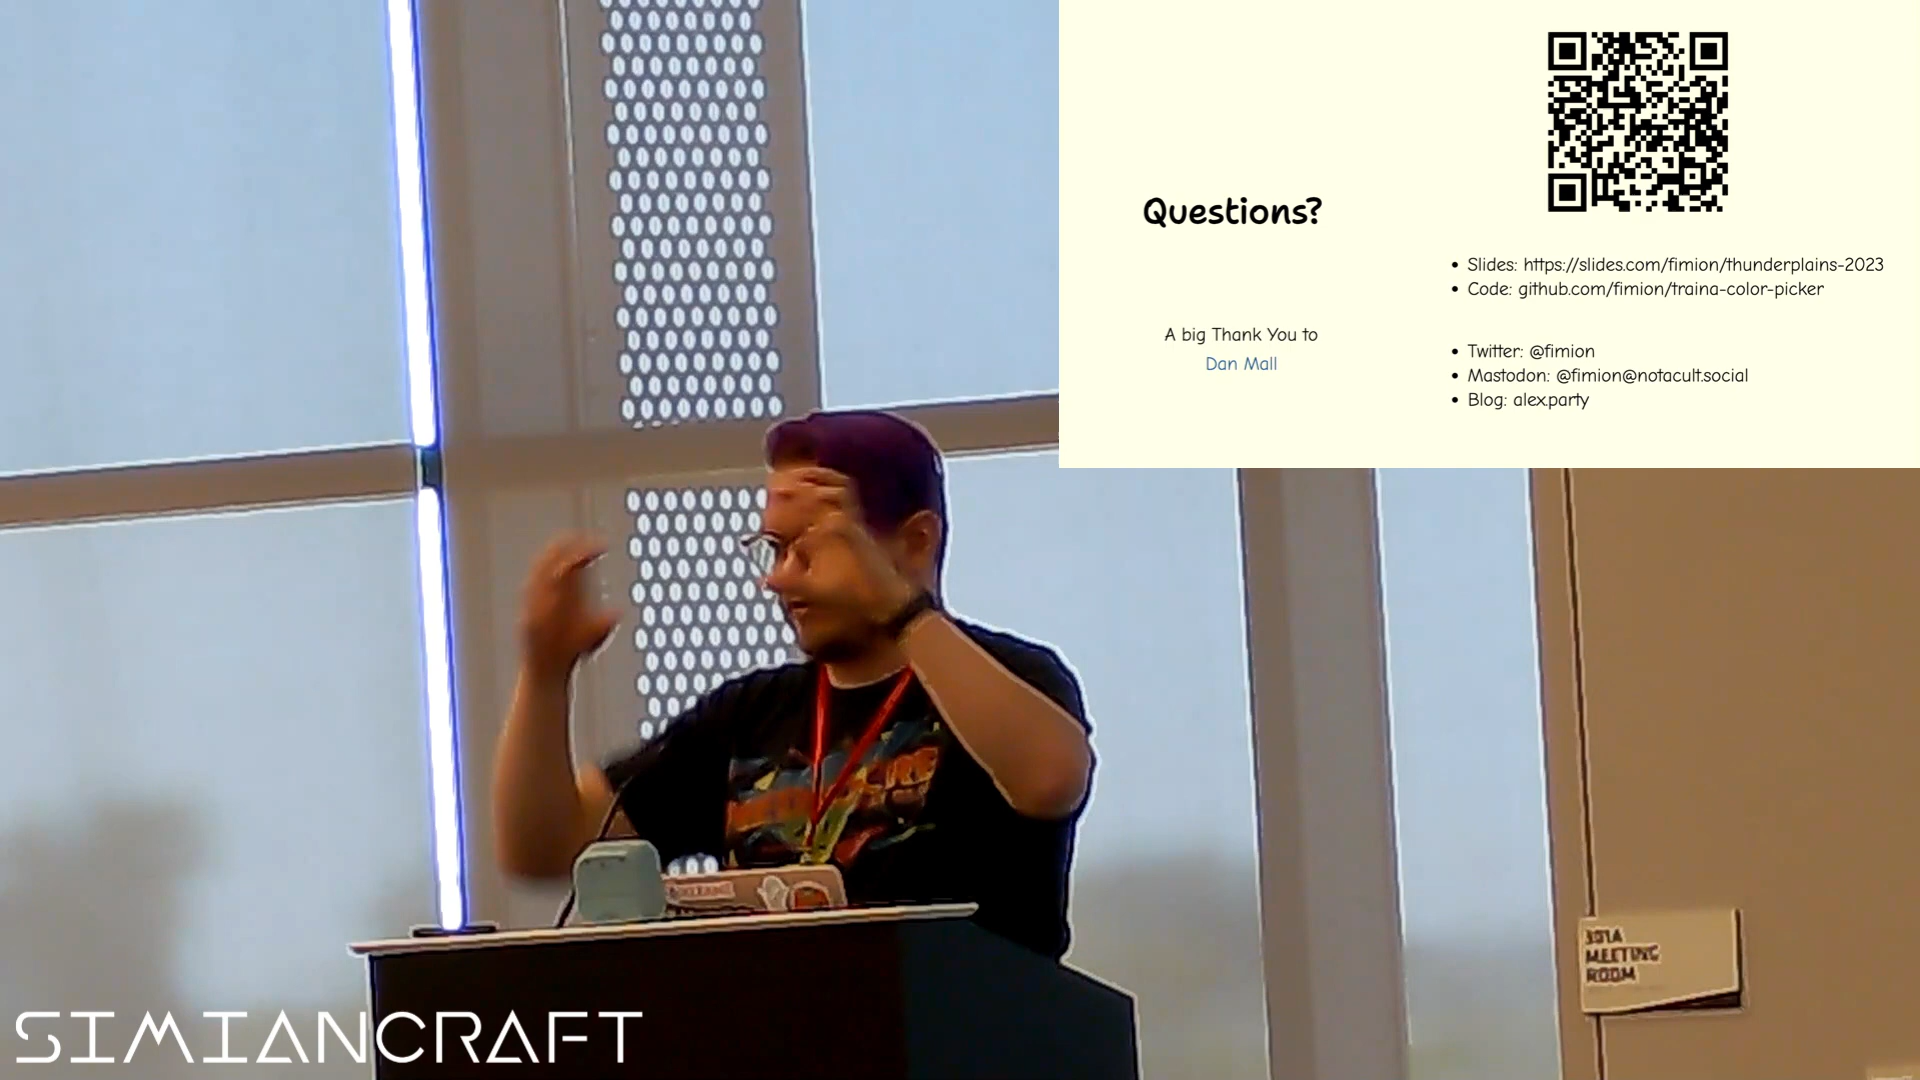 Questions?
A big Thank You to
Dan Mall
• Slides: https://slides.com/fimion/thunderplains-2023
• Code: github.com/fimion/traina-color-picker
• Twitter: @fimion
• Mastodon: @fimion@notacult.social
• Blog: alex.party
301A
MEETING
ROOM
SIMIANCRAFT